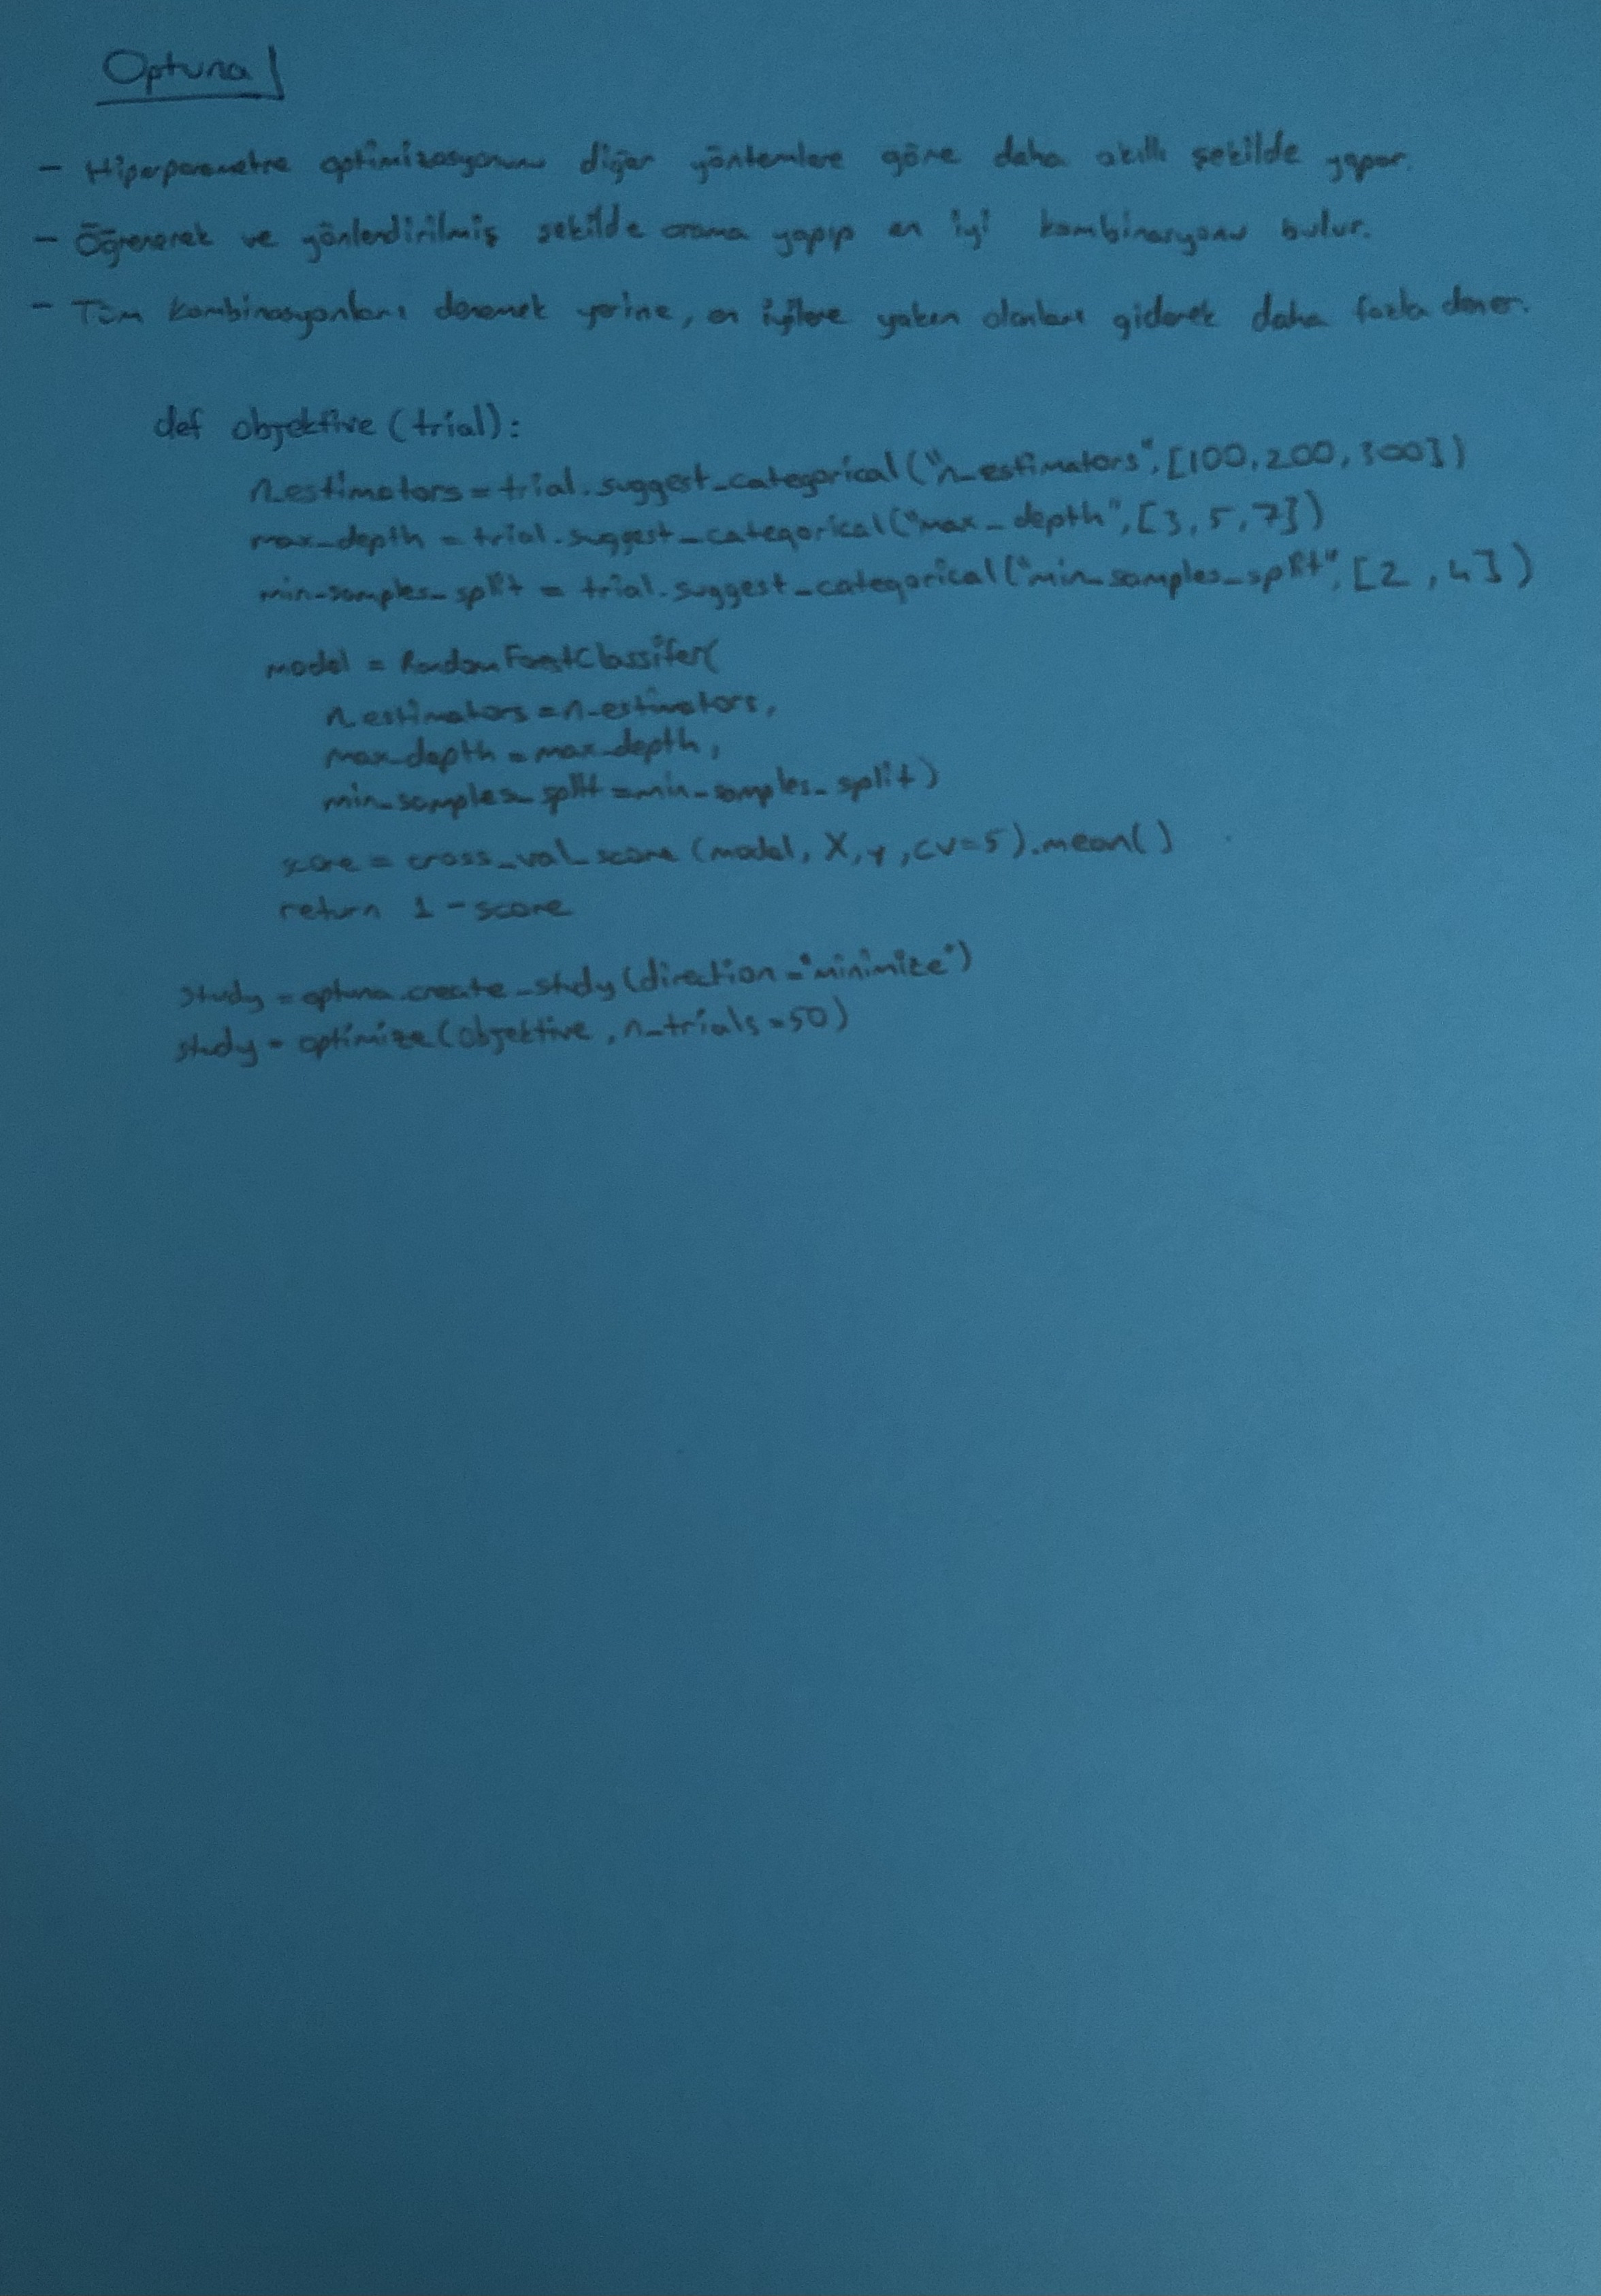 Optuna
- Hiperparametre optimizasyonunu diğer yöntemlere göre daha akıllı şekilde yapar.
- Öğrenerek ve yönlendirilmiş şekilde arama yapıp en iyi kombinasyonu bulur.
- Tüm kombinasyonları denemek yerine, en iyilere yakın olanları giderek daha fazla dener.
def objektive (trial):
n_estimators = trial.suggest_categorical("n_estimators", [100, 200, 300])
max_depth = trial.suggest_categorical("max_depth", [3, 5, 7])
min_samples_split = trial.suggest_categorical("min_samples_split", [2, 4])
model = RandomForestClassifer(
n_estimators = n_estimators,
max_depth = max_depth,
min_samples_split = min_samples_split)
score = cross_val_score (model, X, y, cv=5).mean()
return 1 - score
study = optuna.create_study (direction = "minimize")
study = optimize (objektive, n_trials = 50)